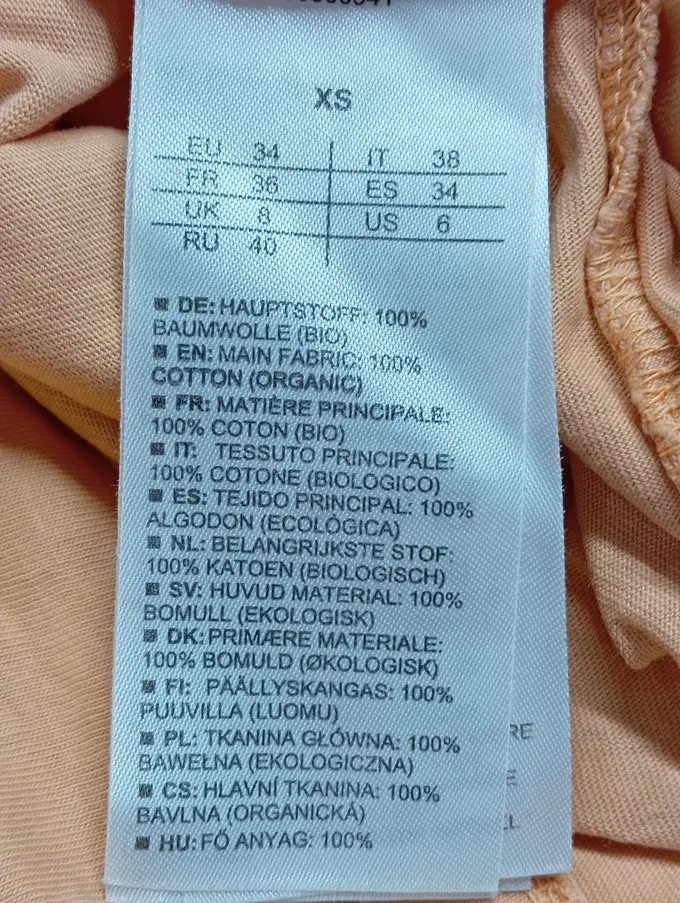 XS
EU 34 IT 38
FR 36 ES 34
UK 8 US 6
RU 40
DE: HAUPTSTOFF: 100%
BAUMWOLLE (BIO)
EN: MAIN FABRIC: 100%
COTTON (ORGANIC)
FR: MATIÈRE PRINCIPALE:
100% COTON (BIO)
IT: TESSUTO PRINCIPALE:
100% COTONE (BIOLOGICO)
ES: TEJIDO PRINCIPAL: 100%
ALGODON (ECOLÓGICA)
NL: BELANGRIJKSTE STOF:
100% KATOEN (BIOLOGISCH)
SV: HUVUD MATERIAL: 100%
BOMULL (EKOLOGISK)
DK: PRIMÆRE MATERIALE:
100% BOMULD (ØKOLOGISK)
FI: PÄÄLLYSKANGAS: 100%
PUUVILLA (LUOMU)
PL: TKANINA GŁÓWNA: 100%
BAWEŁNA (EKOLOGICZNA)
CS: HLAVNÍ TKANINA: 100%
BAVLNA (ORGANICKÁ)
HU: FŐ ANYAG: 100%